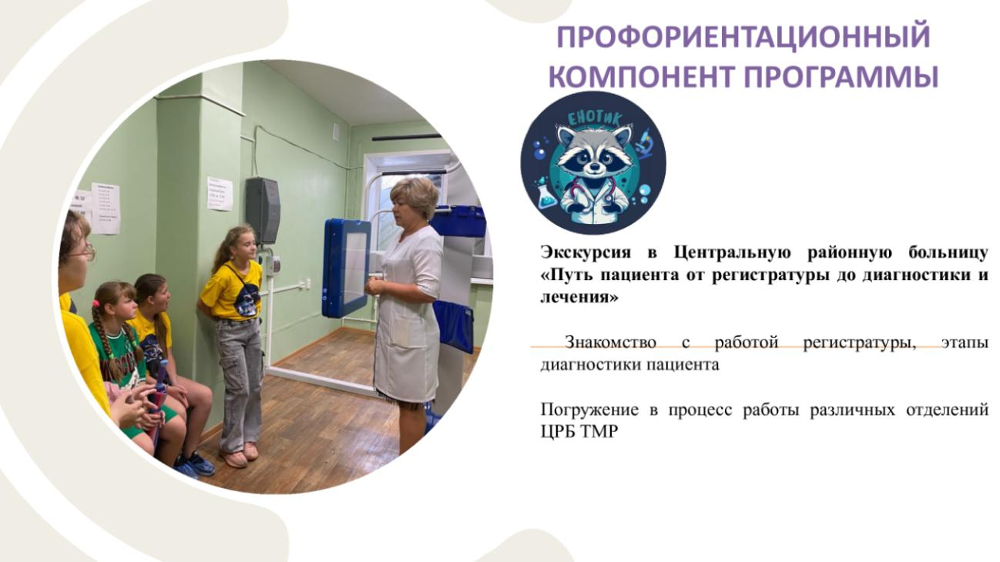 ПРОФОРИЕНТАЦИОННЫЙ
КОМПОНЕНТ ПРОГРАММЫ
ЕНОТИК
Экскурсия в Центральную районную больницу
«Путь пациента от регистратуры до диагностики и
лечения»
Знакомство с работой регистратуры, этапы
диагностики пациента
Погружение в процесс работы различных отделений
ЦРБ ТМР